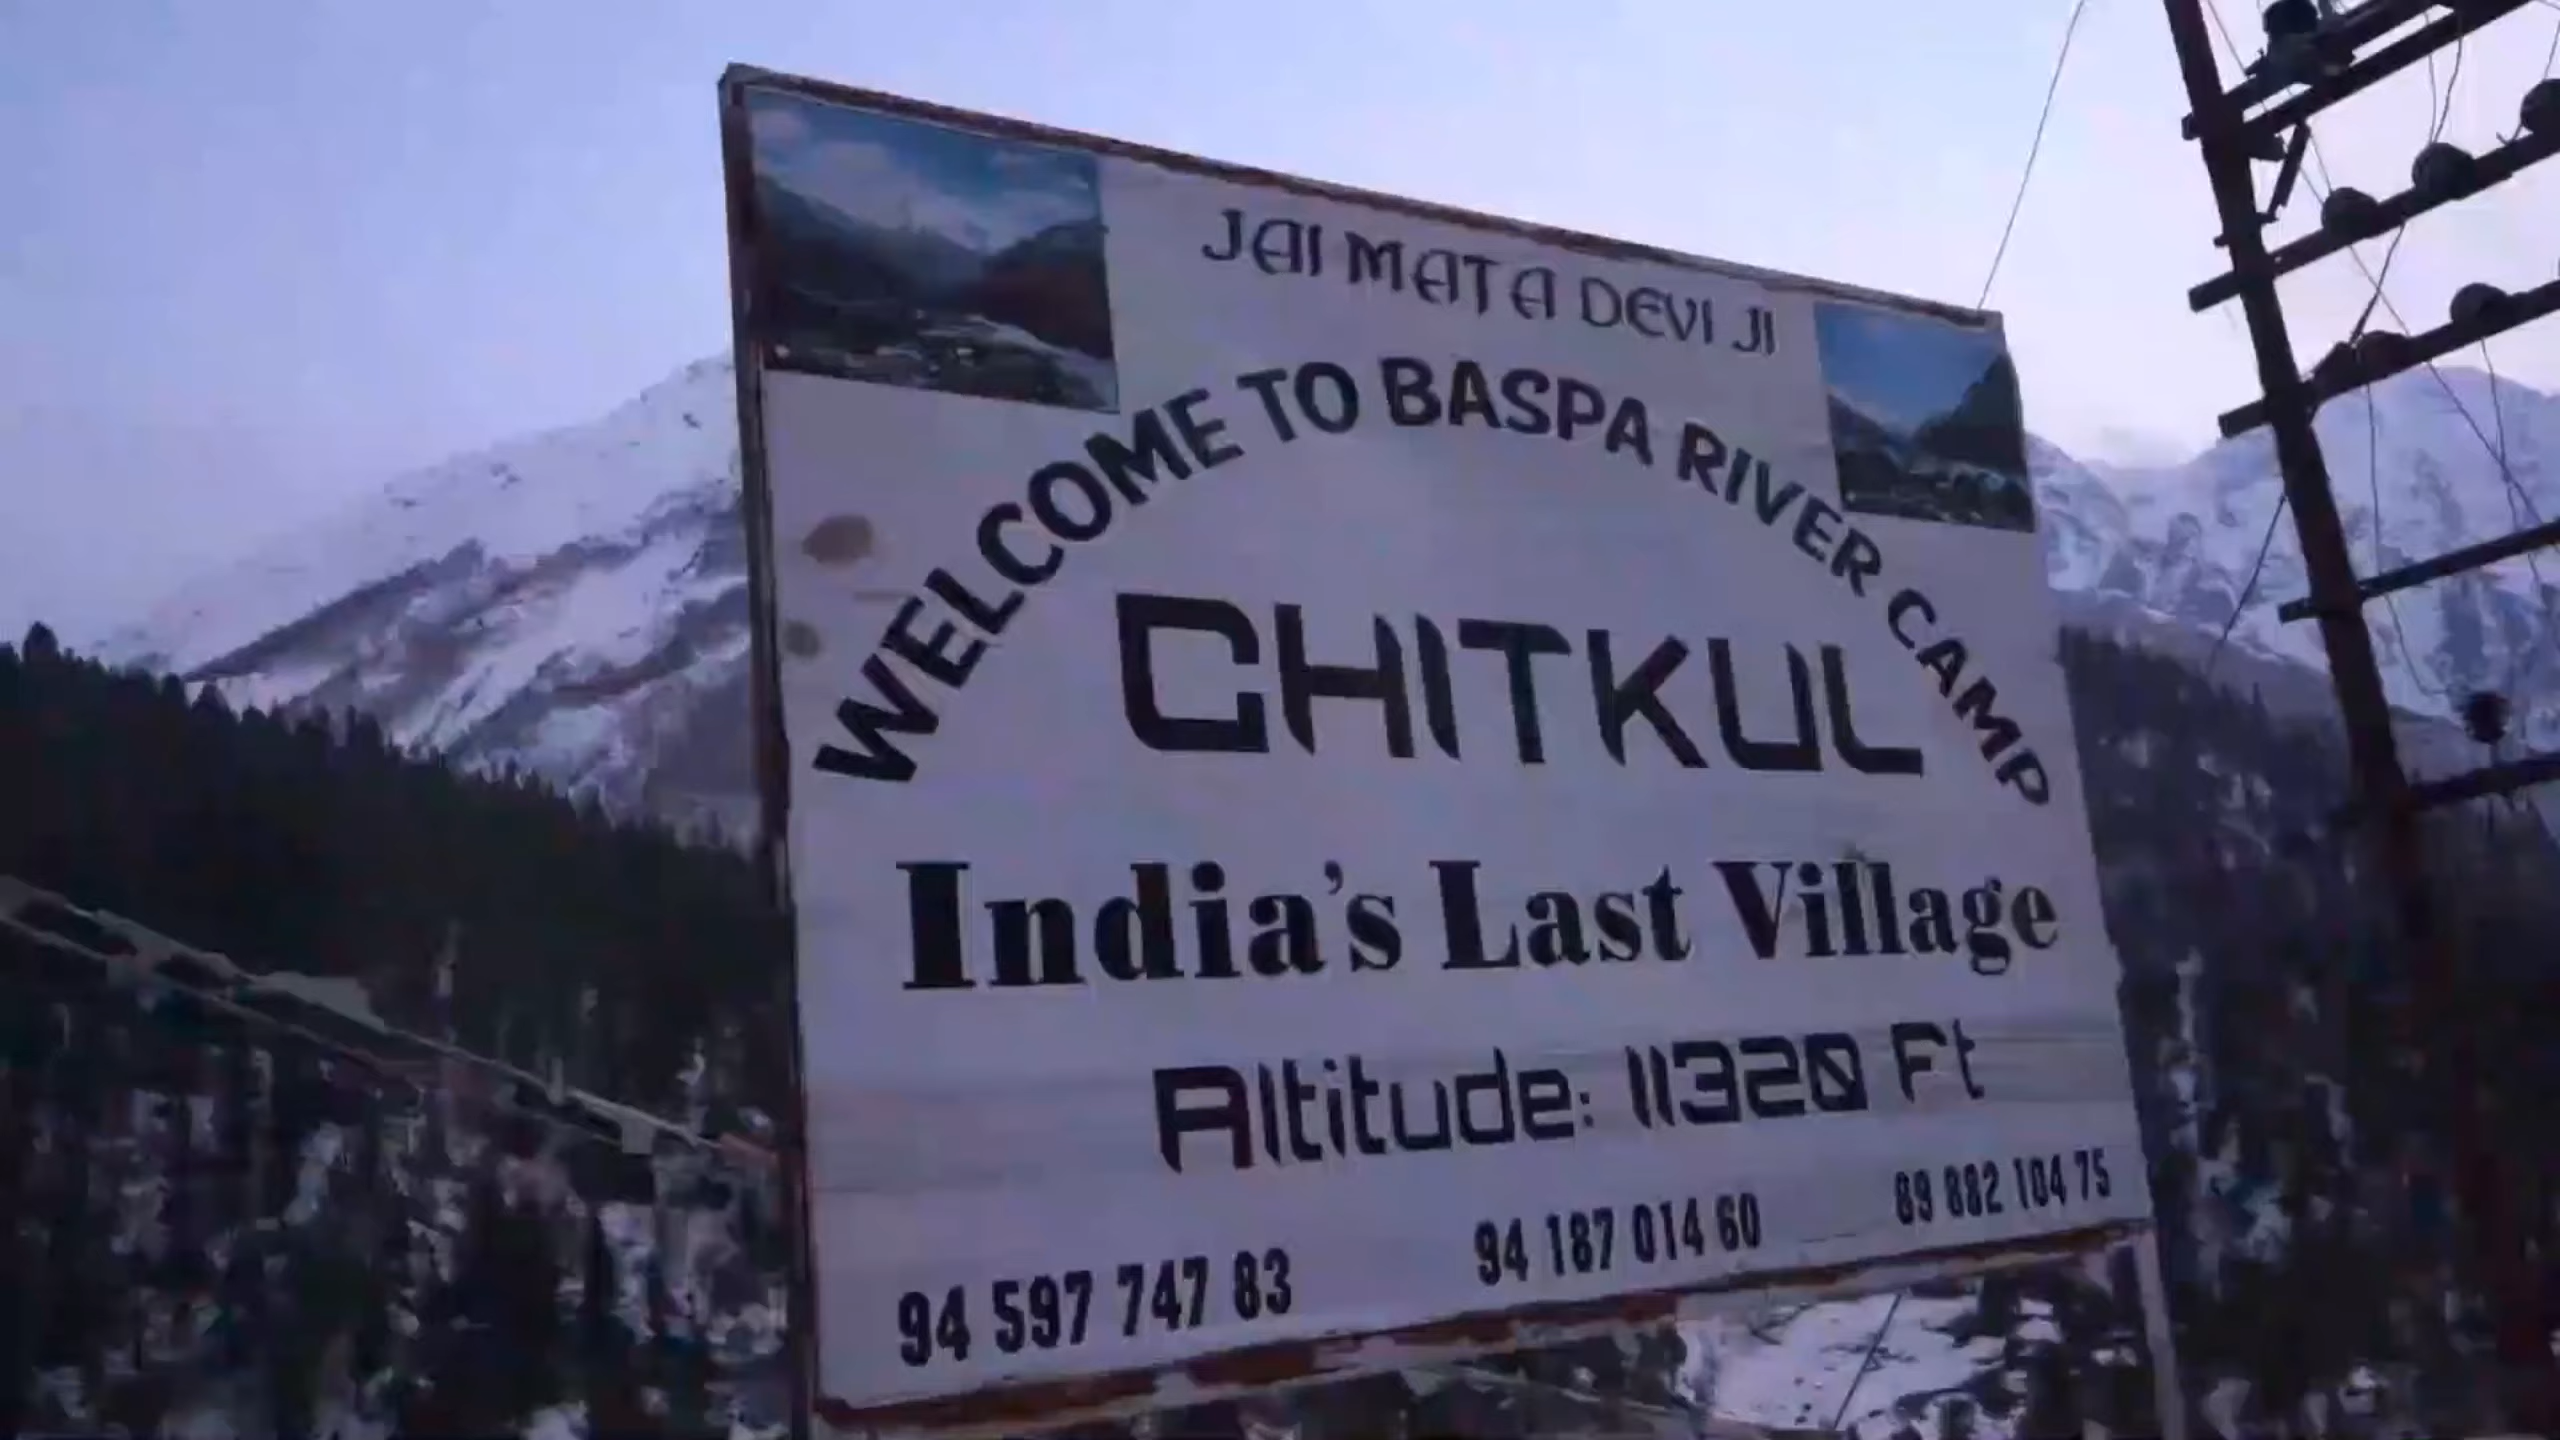 JAI MATA DEVI JI
WELCOME TO BASPA RIVER CAMP
CHITKUL
India's Last Village
Altitude: 11320 Ft
94 597 747 83 94 187 014 60 89 882 104 75